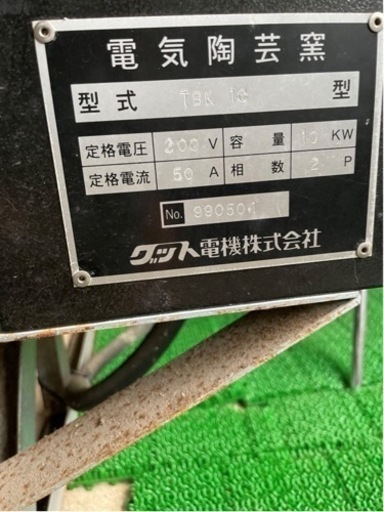 電気陶芸窯
型式 TBK 10 型
定格電圧 200 V 容量 10 KW
定格電流 50 A 相数 2 P
No. 990501
グット電機株式会社